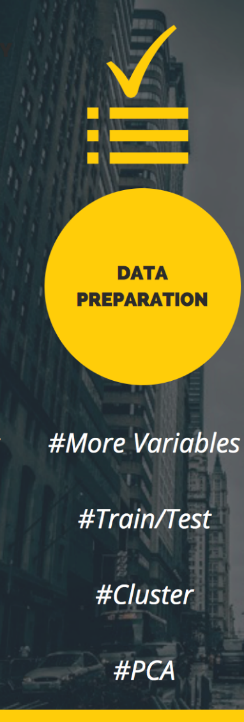 DATA
PREPARATION
#More Variables
#Train/Test
#Cluster
#PCA